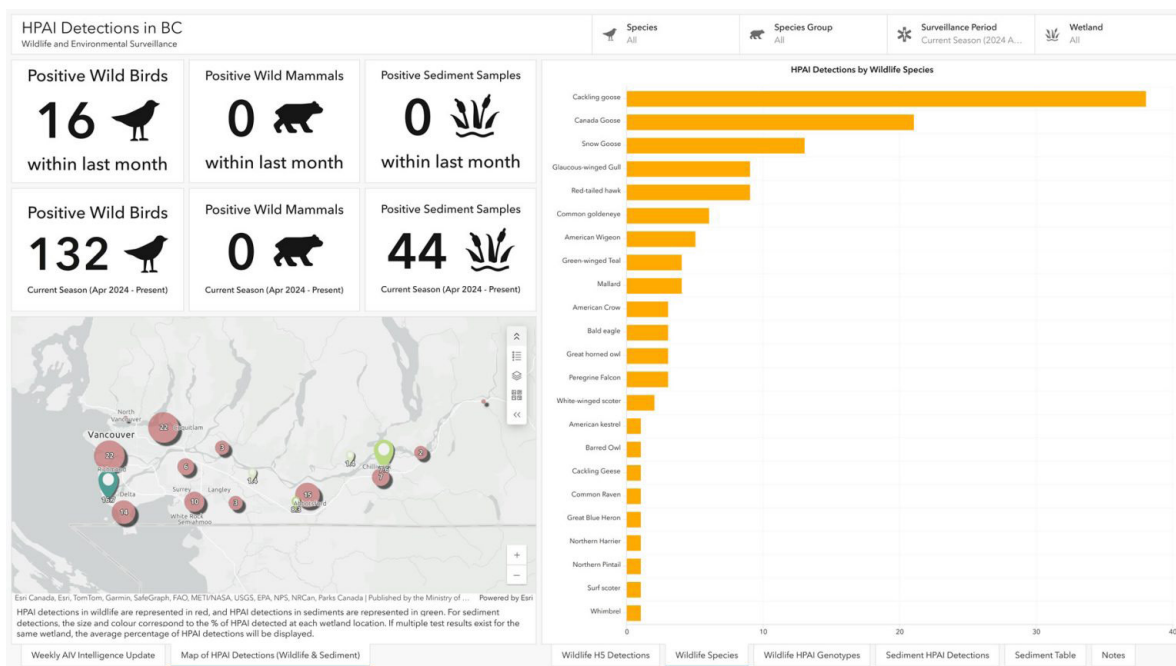 HPAI Detections in BC
Wildlife and Environmental Surveillance
Species
All
Species Group
All
Surveillance Period
Current Season (2024 A...
Wetland
All
Positive Wild Birds
16
within last month
Positive Wild Mammals
0
within last month
Positive Sediment Samples
0
within last month
Positive Wild Birds
132
Current Season (Apr 2024 - Present)
Positive Wild Mammals
0
Current Season (Apr 2024 - Present)
Positive Sediment Samples
44
Current Season (Apr 2024 - Present)
North
Vancouver
Vancouver
22
22
3
6
Surrey
Langley
Delta
14
10
White Rock
Semiahmoo
3
15
7
2
Esri Canada, Esri, TomTom, Garmin, SafeGraph, FAO, METI/NASA, USGS, EPA, NPS, NRCan, Parks Canada | Published by the Ministry of ...
Powered by Esri
HPAI detections in wildlife are represented in red, and HPAI detections in sediments are represented in green. For sediment
detections, the size and colour correspond to the % of HPAI detected at each wetland location. If multiple test results exist for the
same wetland, the average percentage of HPAI detections will be displayed.
Weekly AIV Intelligence Update
Map of HPAI Detections (Wildlife & Sediment)
HPAI Detections by Wildlife Species
Cackling goose
Canada Goose
Snow Goose
Glaucous-winged Gull
Red-tailed hawk
Common goldeneye
American Wigeon
Green-winged Teal
Mallard
American Crow
Bald eagle
Great horned owl
Peregrine Falcon
White-winged scoter
American kestrel
Barred Owl
Cackling Geese
Common Raven
Great Blue Heron
Northern Harrier
Northern Pintail
Surf scoter
Whimbrel
0
10
20
30
40
Wildlife H5 Detections
Wildlife Species
Wildlife HPAI Genotypes
Sediment HPAI Detections
Sediment Table
Notes